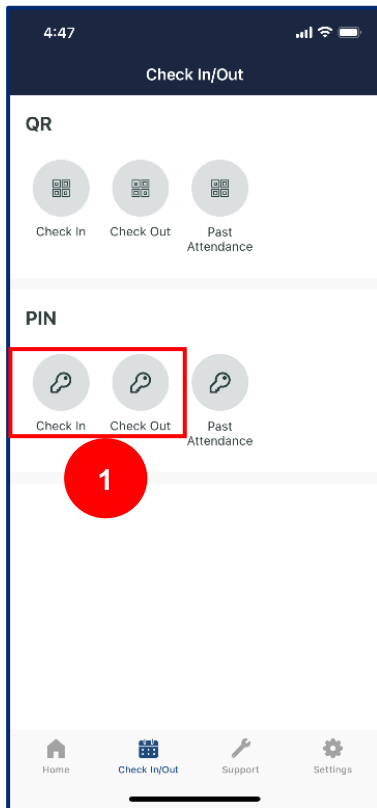 4:47
Check In/Out
QR
Check In Check Out Past
Attendance
PIN
Check In Check Out Past
Attendance
1
Home Check In/Out Support Settings